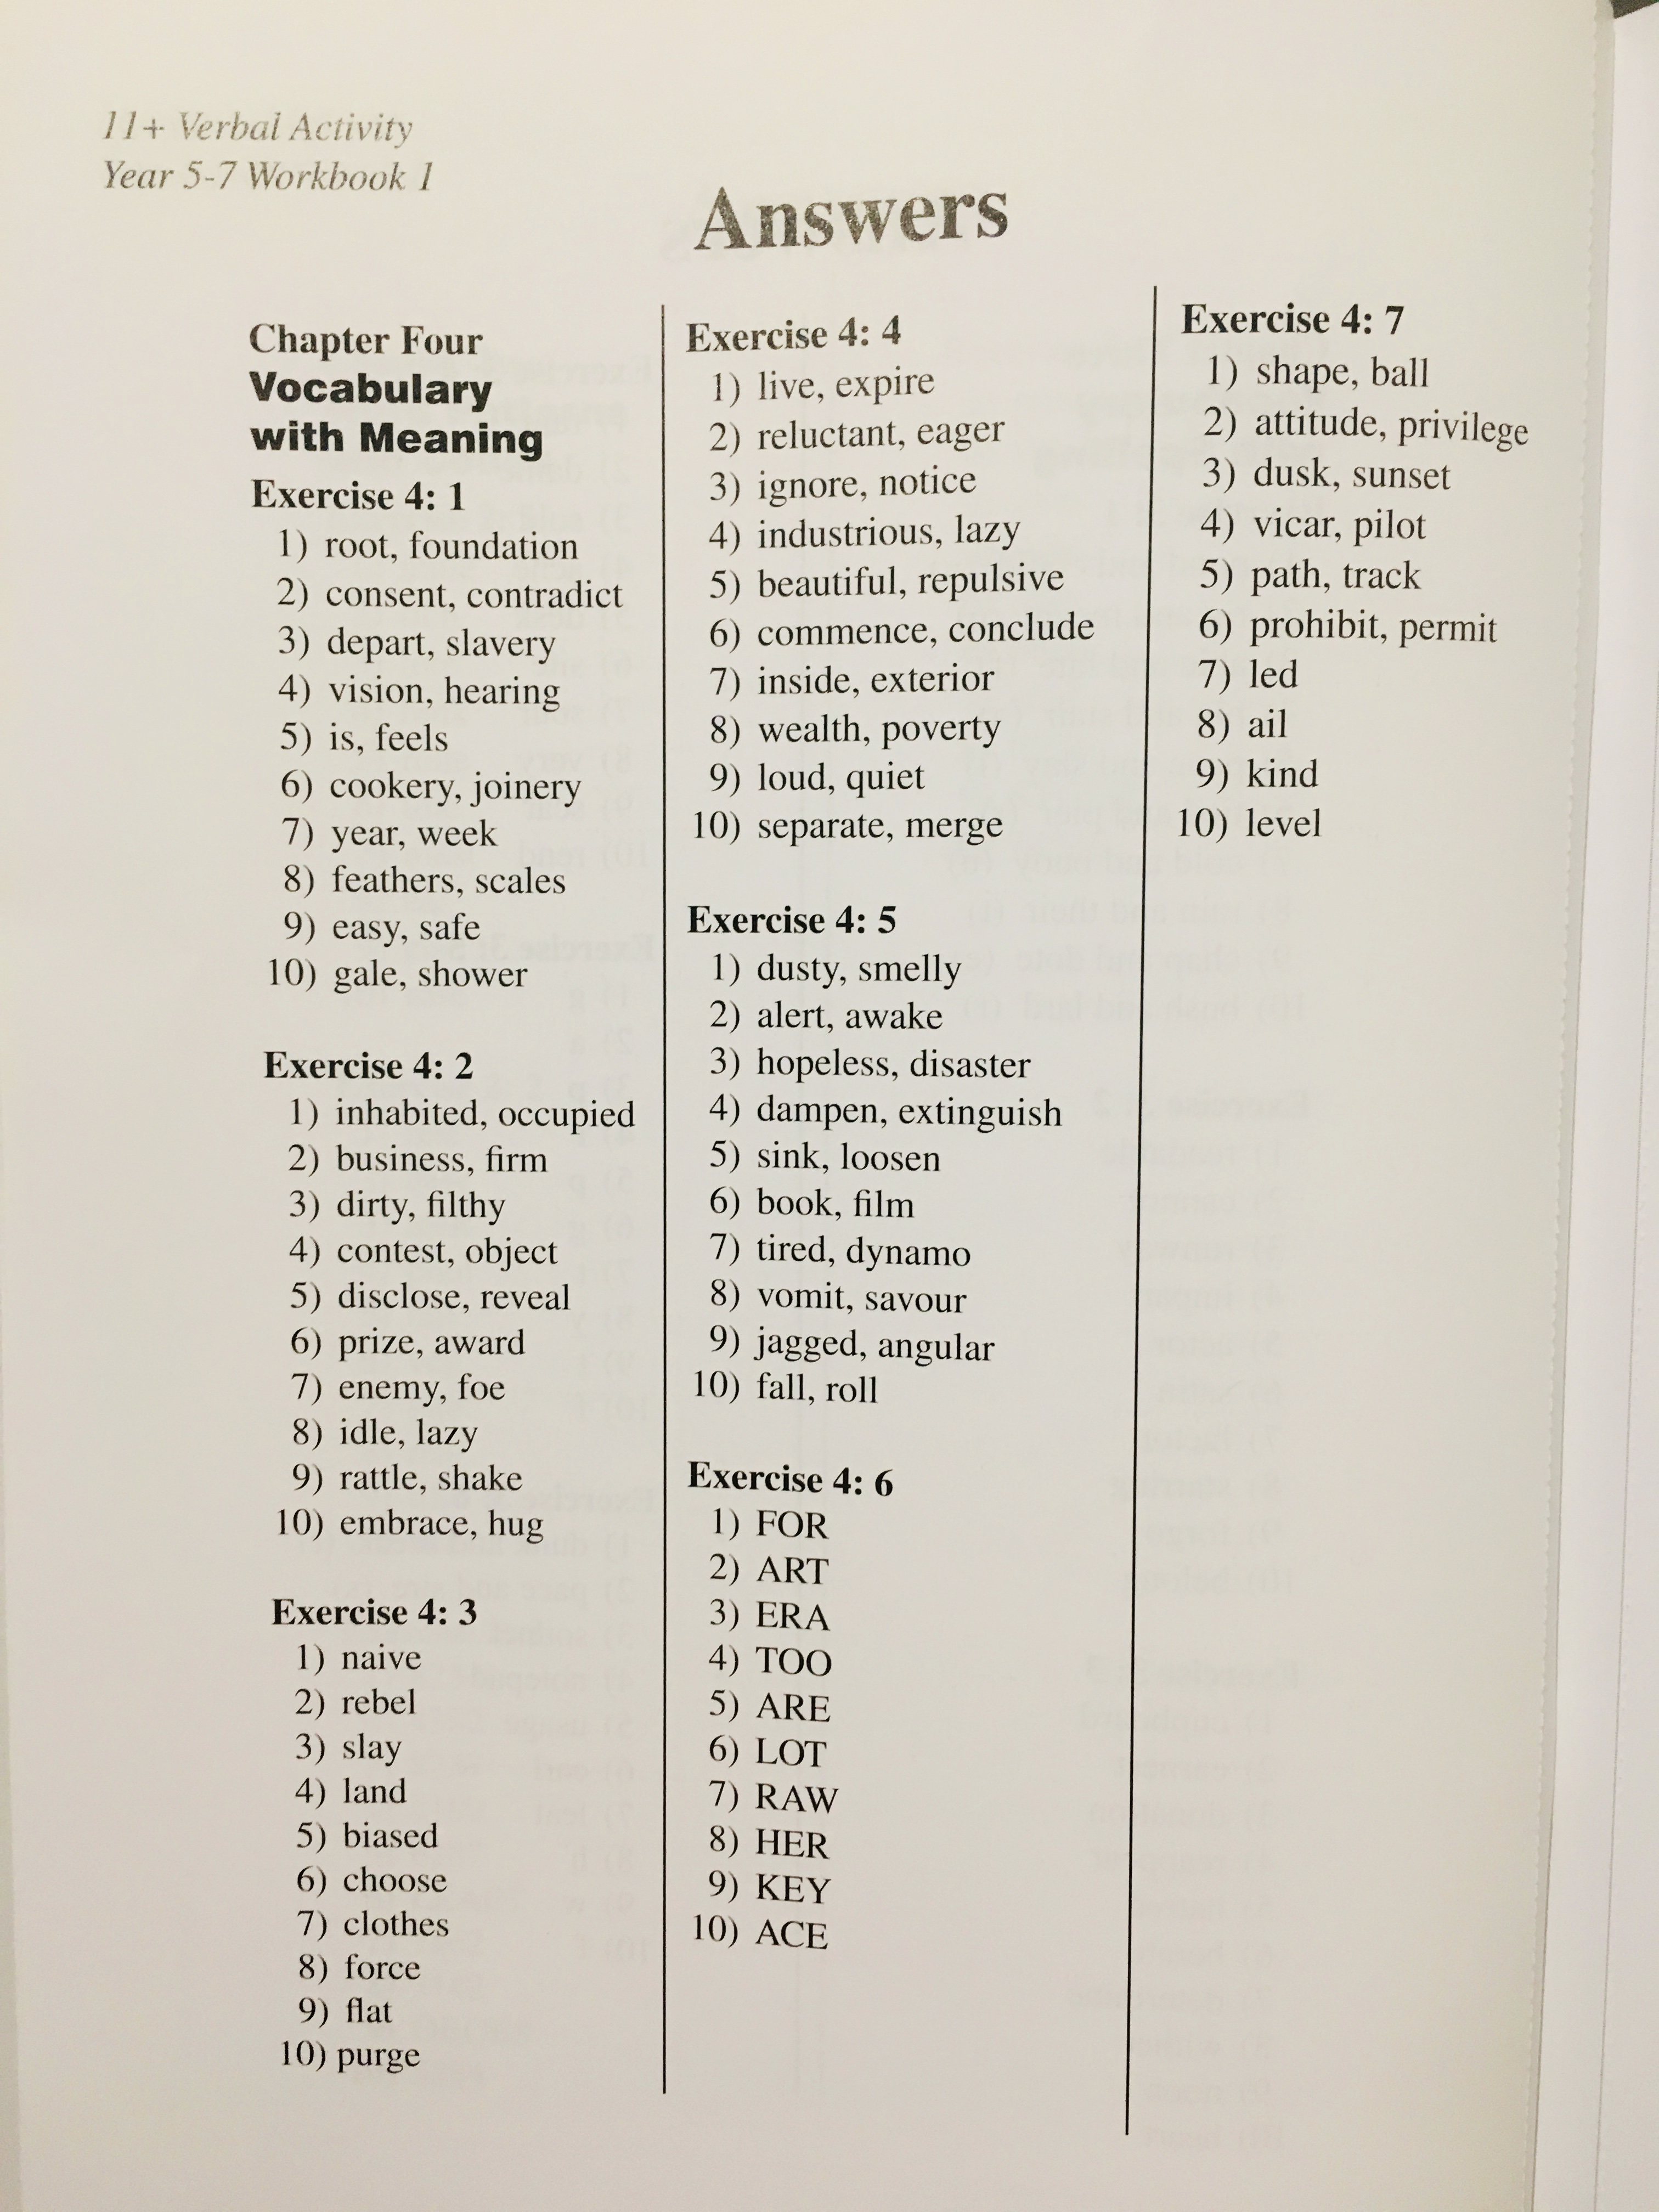 11+ Verbal Activity
Year 5-7 Workbook 1
Answers
Chapter Four
Vocabulary
with Meaning
Exercise 4: 1
1) root, foundation
2) consent, contradict
3) depart, slavery
4) vision, hearing
5) is, feels
6) cookery, joinery
7) year, week
8) feathers, scales
9) easy, safe
10) gale, shower
Exercise 4: 2
1) inhabited, occupied
2) business, firm
3) dirty, filthy
4) contest, object
5) disclose, reveal
6) prize, award
7) enemy, foe
8) idle, lazy
9) rattle, shake
10) embrace, hug
Exercise 4: 3
1) naive
2) rebel
3) slay
4) land
5) biased
6) choose
7) clothes
8) force
9) flat
10) purge
Exercise 4: 4
1) live, expire
2) reluctant, eager
3) ignore, notice
4) industrious, lazy
5) beautiful, repulsive
6) commence, conclude
7) inside, exterior
8) wealth, poverty
9) loud, quiet
10) separate, merge
Exercise 4: 5
1) dusty, smelly
2) alert, awake
3) hopeless, disaster
4) dampen, extinguish
5) sink, loosen
6) book, film
7) tired, dynamo
8) vomit, savour
9) jagged, angular
10) fall, roll
Exercise 4: 6
1) FOR
2) ART
3) ERA
4) TOO
5) ARE
6) LOT
7) RAW
8) HER
9) KEY
10) ACE
Exercise 4: 7
1) shape, ball
2) attitude, privilege
3) dusk, sunset
4) vicar, pilot
5) path, track
6) prohibit, permit
7) led
8) ail
9) kind
10) level